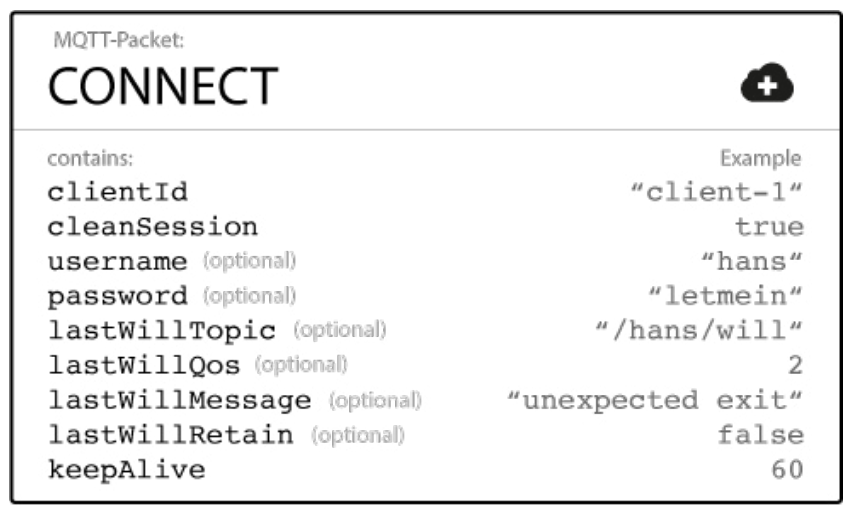 MQTT-Packet:
CONNECT
contains: Example
clientId “client-1“
cleanSession true
username (optional) “hans“
password (optional) “letmein“
lastWillTopic (optional) “/hans/will“
lastWillQos (optional) 2
lastWillMessage (optional) “unexpected exit“
lastWillRetain (optional) false
keepAlive 60